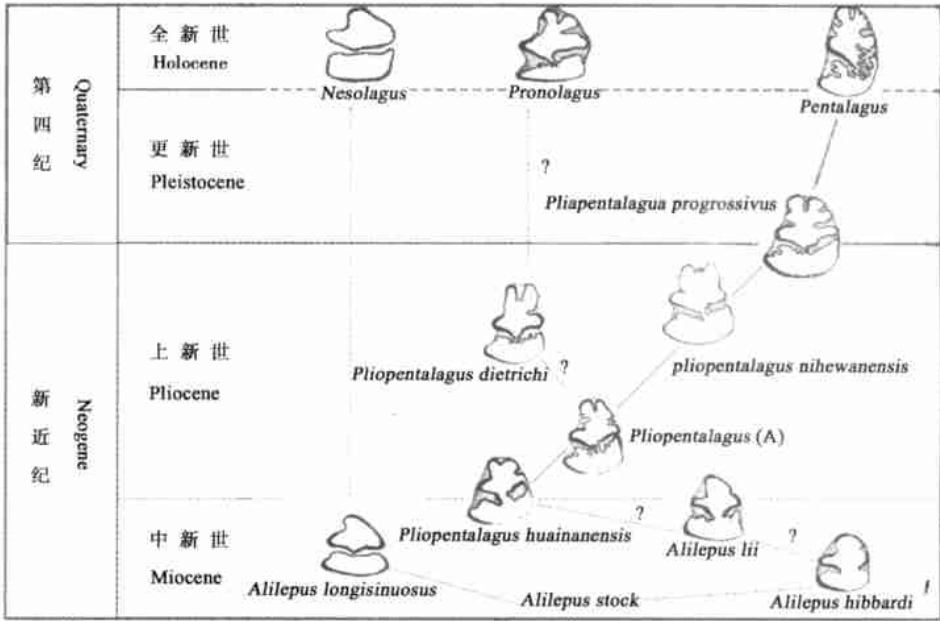 第四纪
Quaternary
全新世
Holocene
Nesolagus
Pronolagus
Pentalagus
更新世
Pleistocene
?
Pliapentalagua progrossivus
新近纪
Neogene
上新世
Pliocene
Pliopentalagus dietrichi
?
pliopentalagus nihewanensis
Pliopentalagus (A)
中新世
Miocene
Pliopentalagus huainanensis
?
Alilepus lii
?
Alilepus longisinuosus
Alilepus stock
Alilepus hibbardi